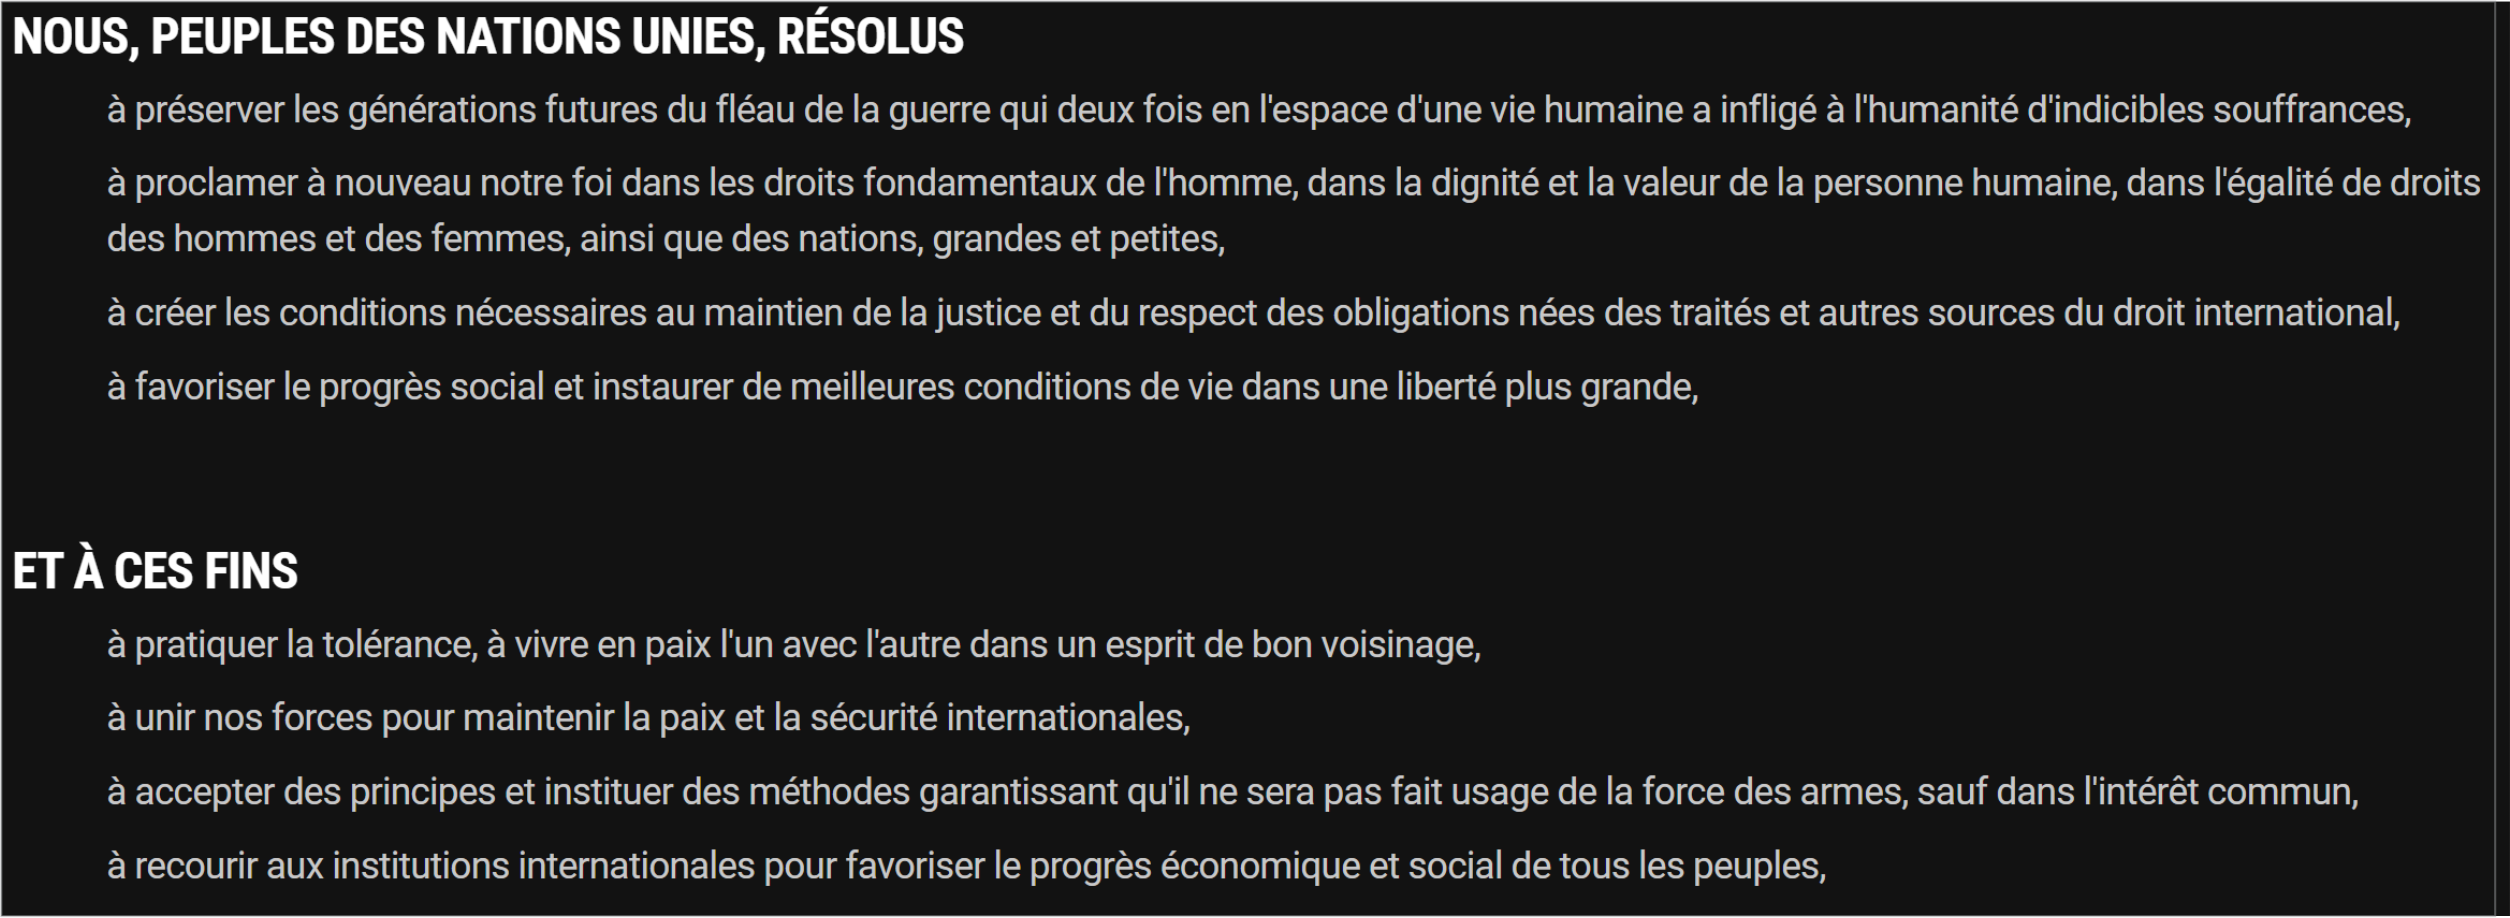 NOUS, PEUPLES DES NATIONS UNIES, RÉSOLUS
à préserver les générations futures du fléau de la guerre qui deux fois en l'espace d'une vie humaine a infligé à l'humanité d'indicibles souffrances,
à proclamer à nouveau notre foi dans les droits fondamentaux de l'homme, dans la dignité et la valeur de la personne humaine, dans l'égalité de droits
des hommes et des femmes, ainsi que des nations, grandes et petites,
à créer les conditions nécessaires au maintien de la justice et du respect des obligations nées des traités et autres sources du droit international,
à favoriser le progrès social et instaurer de meilleures conditions de vie dans une liberté plus grande,
ET À CES FINS
à pratiquer la tolérance, à vivre en paix l'un avec l'autre dans un esprit de bon voisinage,
à unir nos forces pour maintenir la paix et la sécurité internationales,
à accepter des principes et instituer des méthodes garantissant qu'il ne sera pas fait usage de la force des armes, sauf dans l'intérêt commun,
à recourir aux institutions internationales pour favoriser le progrès économique et social de tous les peuples,